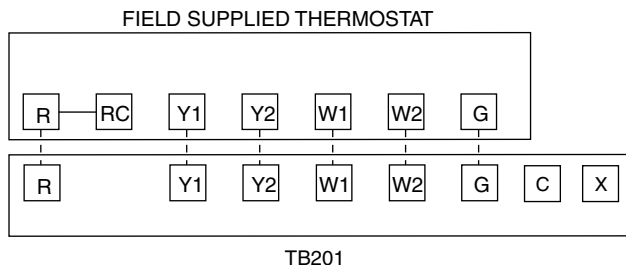 FIELD SUPPLIED THERMOSTAT
R RC Y1 Y2 W1 W2 G
R Y1 Y2 W1 W2 G C X
TB201